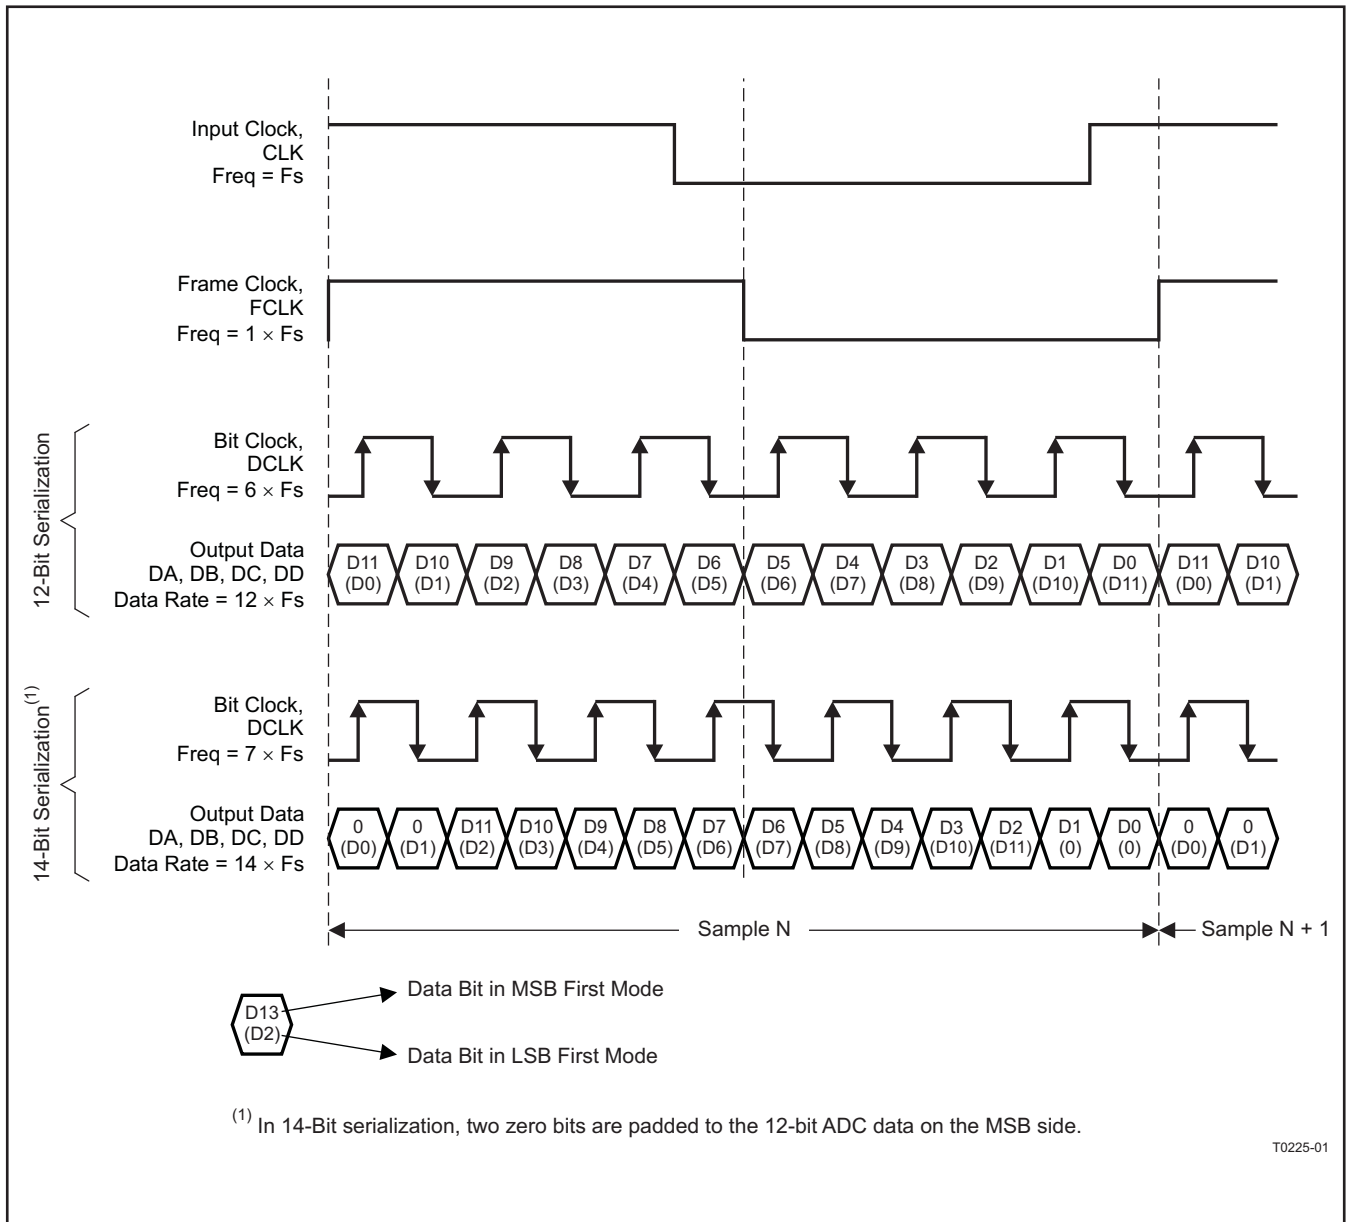 Input Clock,
CLK
Freq = Fs
Frame Clock,
FCLK
Freq = 1 × Fs
12-Bit Serialization
Bit Clock,
DCLK
Freq = 6 × Fs
Output Data
DA, DB, DC, DD
Data Rate = 12 × Fs
D11 D10 D9 D8 D7 D6 D5 D4 D3 D2 D1 D0 D11 D10
(D0) (D1) (D2) (D3) (D4) (D5) (D6) (D7) (D8) (D9) (D10) (D11) (D0) (D1)
14-Bit Serialization(1)
Bit Clock,
DCLK
Freq = 7 × Fs
Output Data
DA, DB, DC, DD
Data Rate = 14 × Fs
0 0 D11 D10 D9 D8 D7 D6 D5 D4 D3 D2 D1 D0 0 0
(D0) (D1) (D2) (D3) (D4) (D5) (D6) (D7) (D8) (D9) (D10) (D11) (0) (0) (D0) (D1)
Sample N
Sample N + 1
D13
(D2)
Data Bit in MSB First Mode
Data Bit in LSB First Mode
(1) In 14-Bit serialization, two zero bits are padded to the 12-bit ADC data on the MSB side.
T0225-01